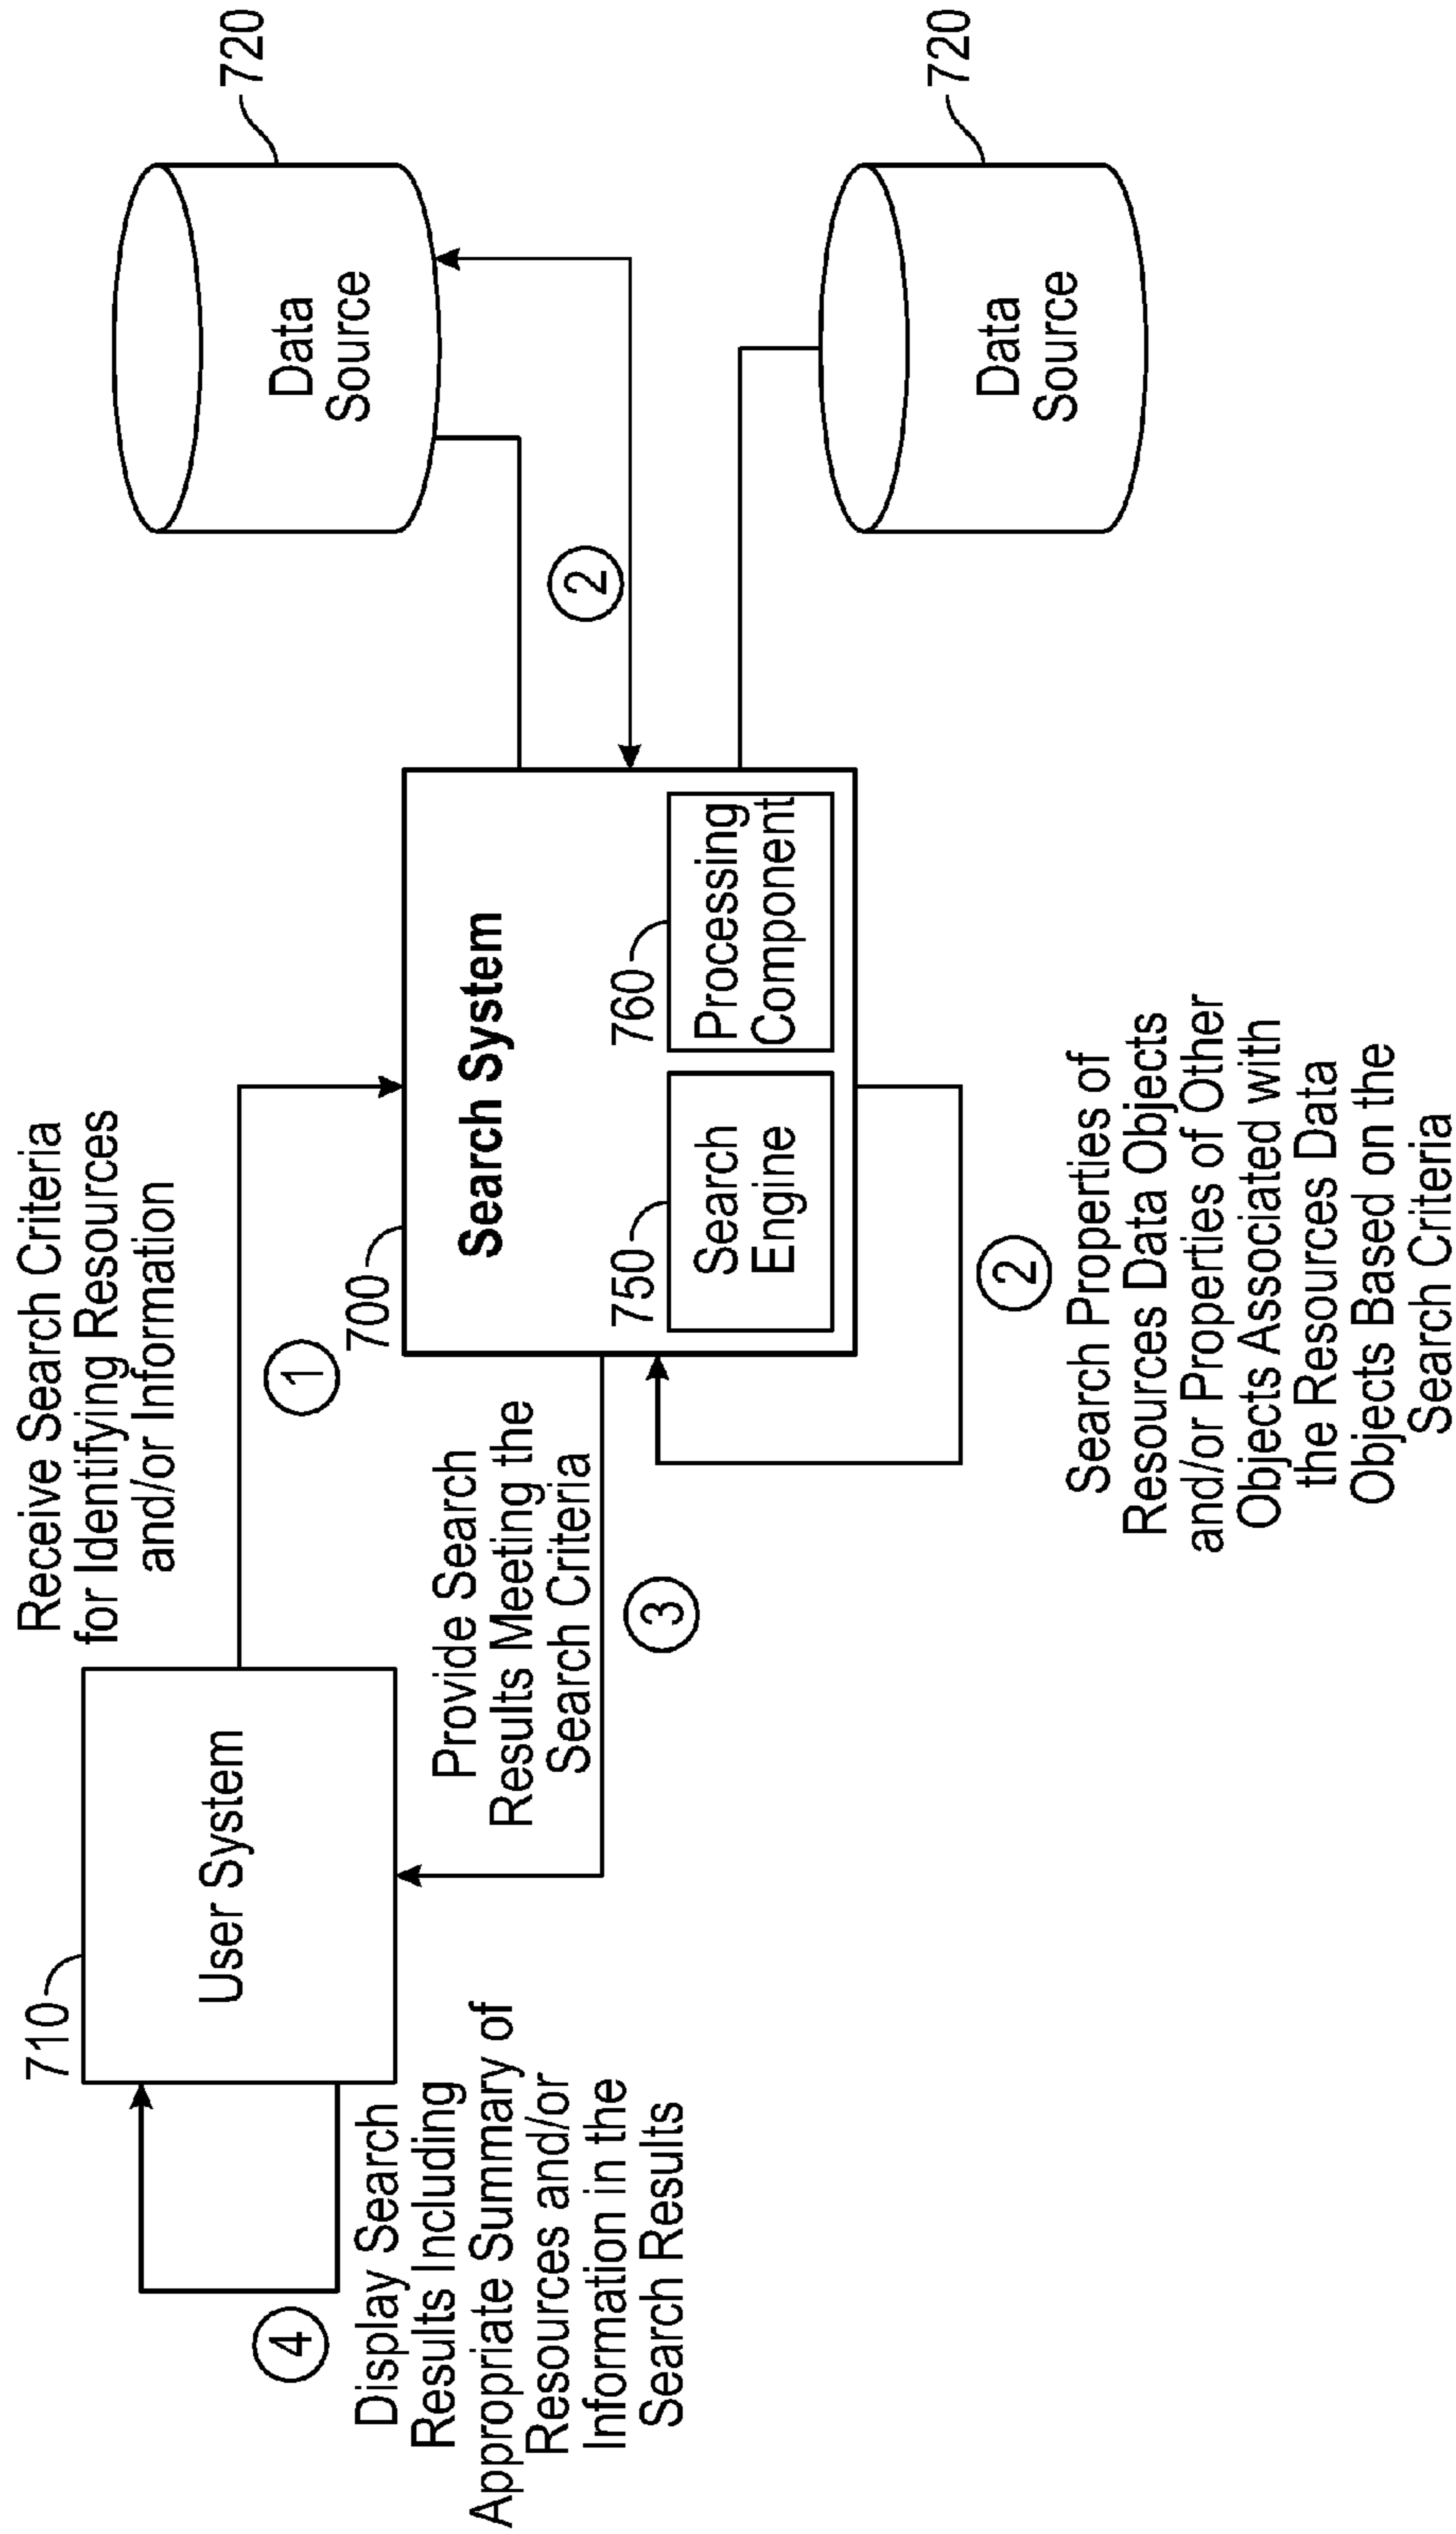 710
User System
4
Display Search
Results Including
Appropriate Summary of
Resources and/or
Information in the
Search Results
Receive Search Criteria
for Identifying Resources
and/or Information
1
Provide Search
Results Meeting the
Search Criteria
3
700
Search System
750
Search
Engine
760
Processing
Component
2
Search Properties of
Resources Data Objects
and/or Properties of Other
Objects Associated with
the Resources Data
Objects Based on the
Search Criteria
2
720
Data
Source
720
Data
Source